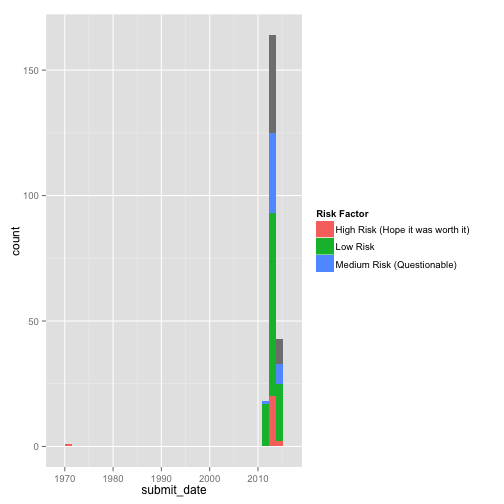 150
100
50
0
count
1970
1980
1990
2000
2010
submit_date
Risk Factor
High Risk (Hope it was worth it)
Low Risk
Medium Risk (Questionable)